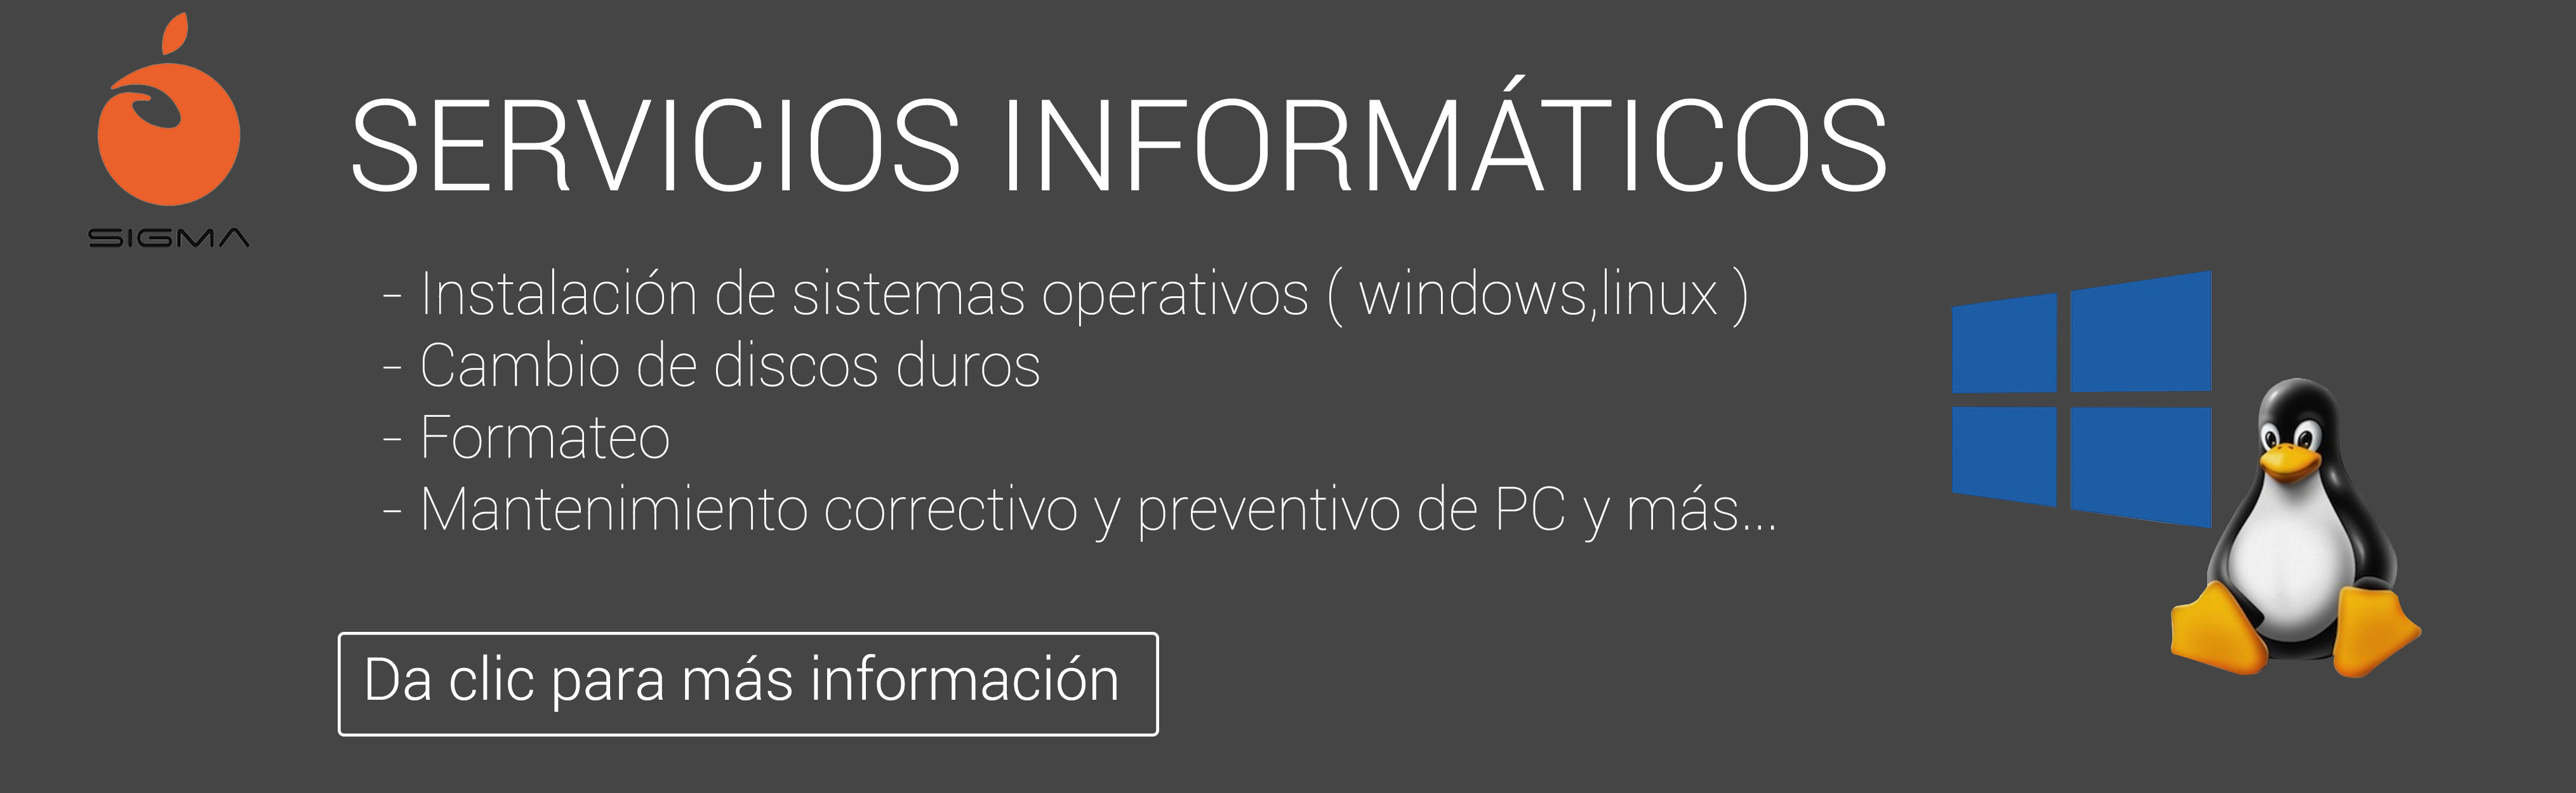 SIGMA
SERVICIOS INFORMÁTICOS
- Instalación de sistemas operativos ( windows,linux )
- Cambio de discos duros
- Formateo
- Mantenimiento correctivo y preventivo de PC y más...
Da clic para más información